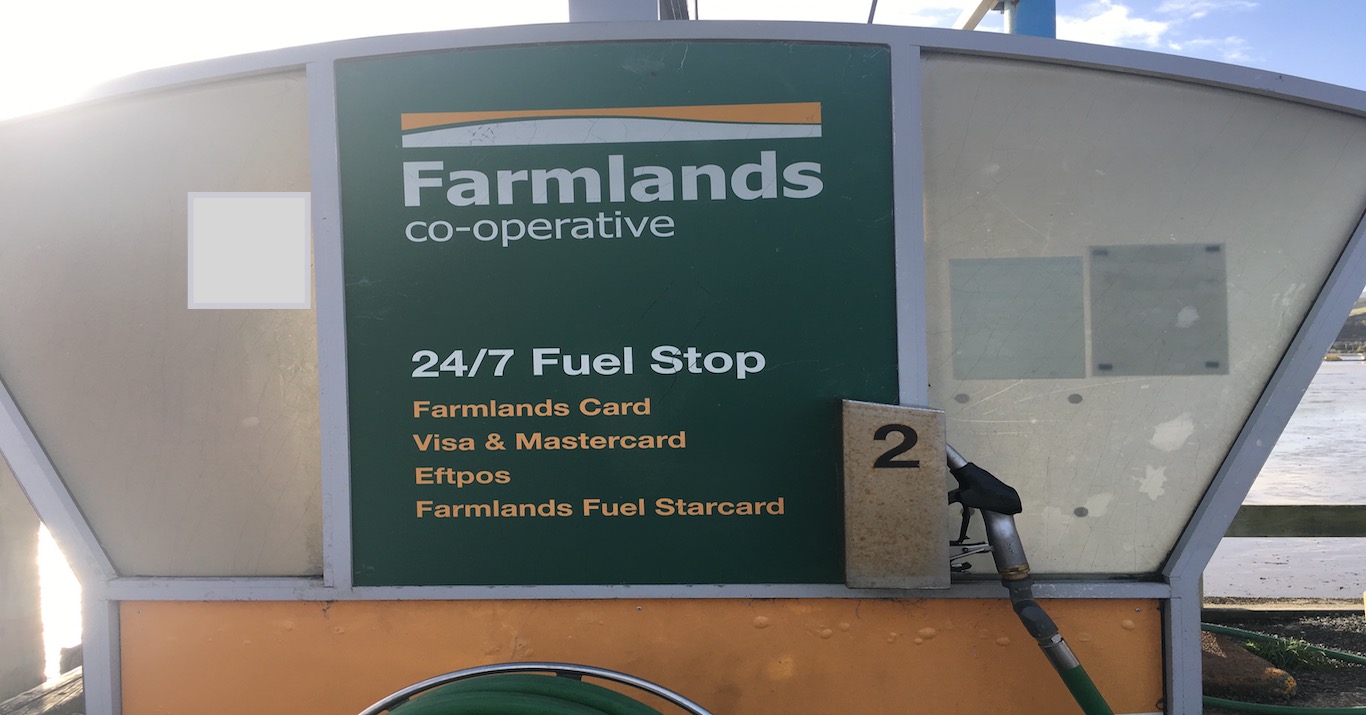 Farmlands
co-operative
24/7 Fuel Stop
Farmlands Card
Visa & Mastercard
Eftpos
Farmlands Fuel Starcard
2